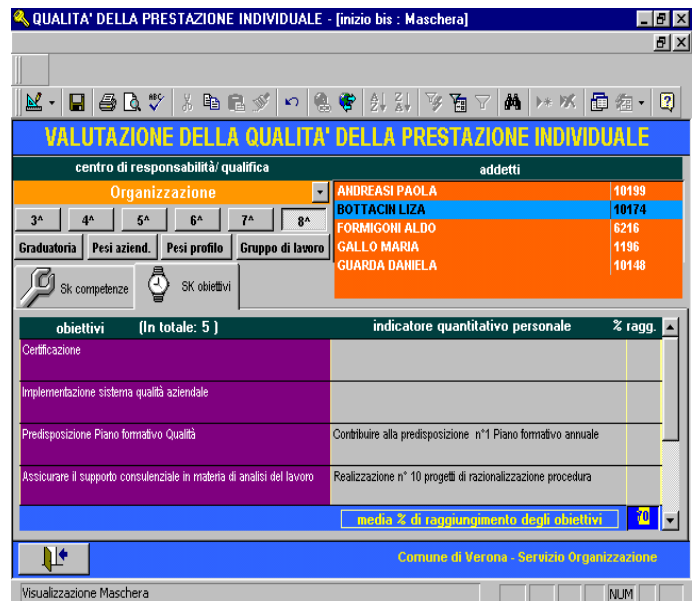 QUALITA' DELLA PRESTAZIONE INDIVIDUALE - [inizio bis : Maschera]
VALUTAZIONE DELLA QUALITA' DELLA PRESTAZIONE INDIVIDUALE
centro di responsabilità/ qualifica
addetti
Organizzazione
3^ 4^ 5^ 6^ 7^ 8^
Graduatoria Pesi aziend. Pesi profilo Gruppo di lavoro
ANDREASI PAOLA 10199
BOTTACIN LIZA 10174
FORMIGONI ALDO 6216
GALLO MARIA 1196
GUARDA DANIELA 10148
Sk competenze SK obiettivi
obiettivi (In totale: 5 ) indicatore quantitativo personale % ragg.
Certificazione
Implementazione sistema qualità aziendale
Predisposizione Piano formativo Qualità Contribuire alla predisposizione n°1 Piano formativo annuale
Assicurare il supporto consulenziale in materia di analisi del lavoro Realizzazione n° 10 progetti di razionalizzazione procedura
media % di raggiungimento degli obiettivi 70
Comune di Verona - Servizio Organizzazione
Visualizzazione Maschera NUM